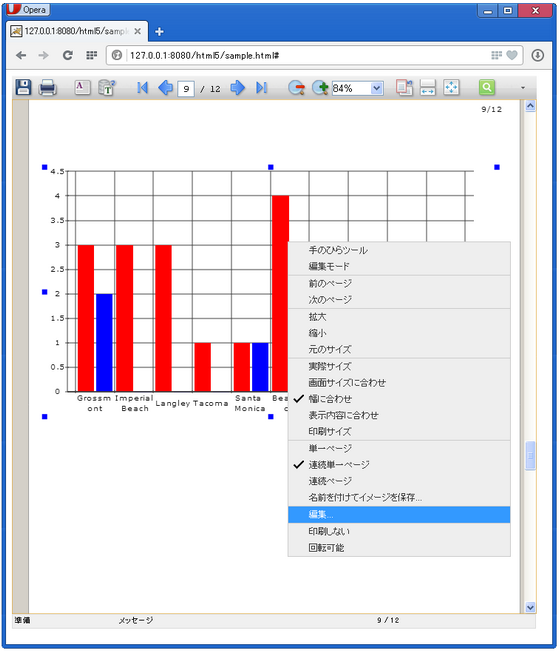 Opera
127.0.0.1:8080/html5/sampl
127.0.0.1:8080/html5/sample.html#
9 / 12
84%
9/12
4.5
4
3.5
3
2.5
2
1.5
1
0.5
0
Grossm
ont
Imperial
Beach
Langley
Tacoma
Santa
Monica
手のひらツール
編集モード
前のページ
次のページ
拡大
縮小
元のサイズ
実際サイズ
画面サイズに合わせ
幅に合わせ
表示内容に合わせ
印刷サイズ
単一ページ
連続単一ページ
連続ページ
名前を付けてイメージを保存...
編集...
印刷しない
回転可能
準備
メッセージ
9 / 12